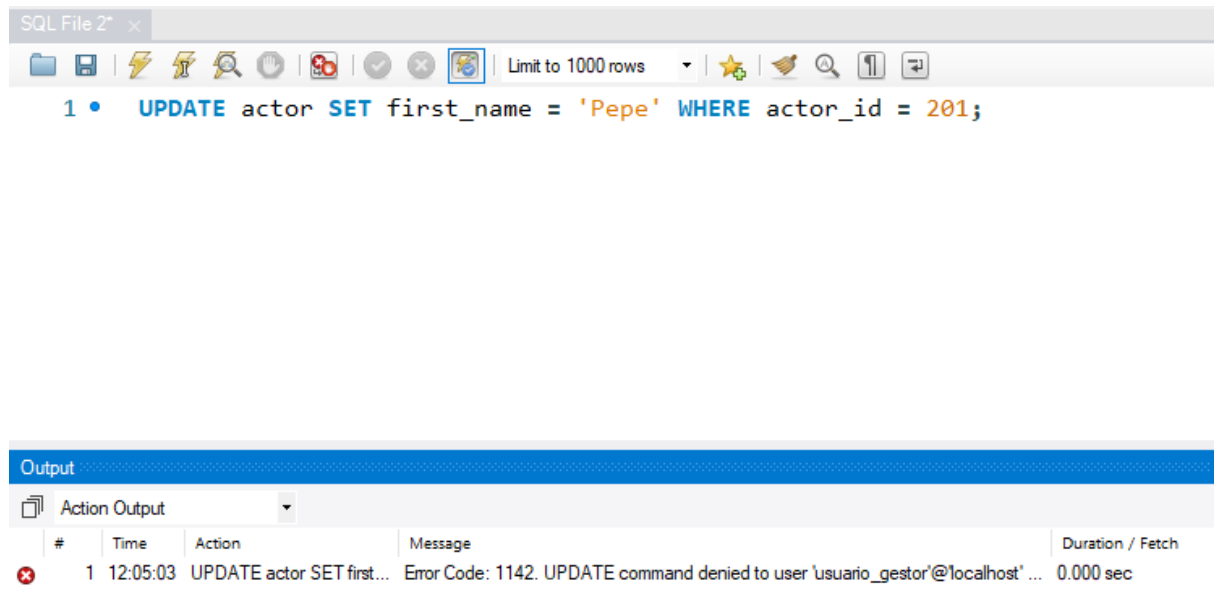 SQL File 2*
Limit to 1000 rows
1 UPDATE actor SET first_name = 'Pepe' WHERE actor_id = 201;
Output
Action Output
# Time Action Message Duration / Fetch
1 12:05:03 UPDATE actor SET first... Error Code: 1142. UPDATE command denied to user 'usuario_gestor'@'localhost' ... 0.000 sec